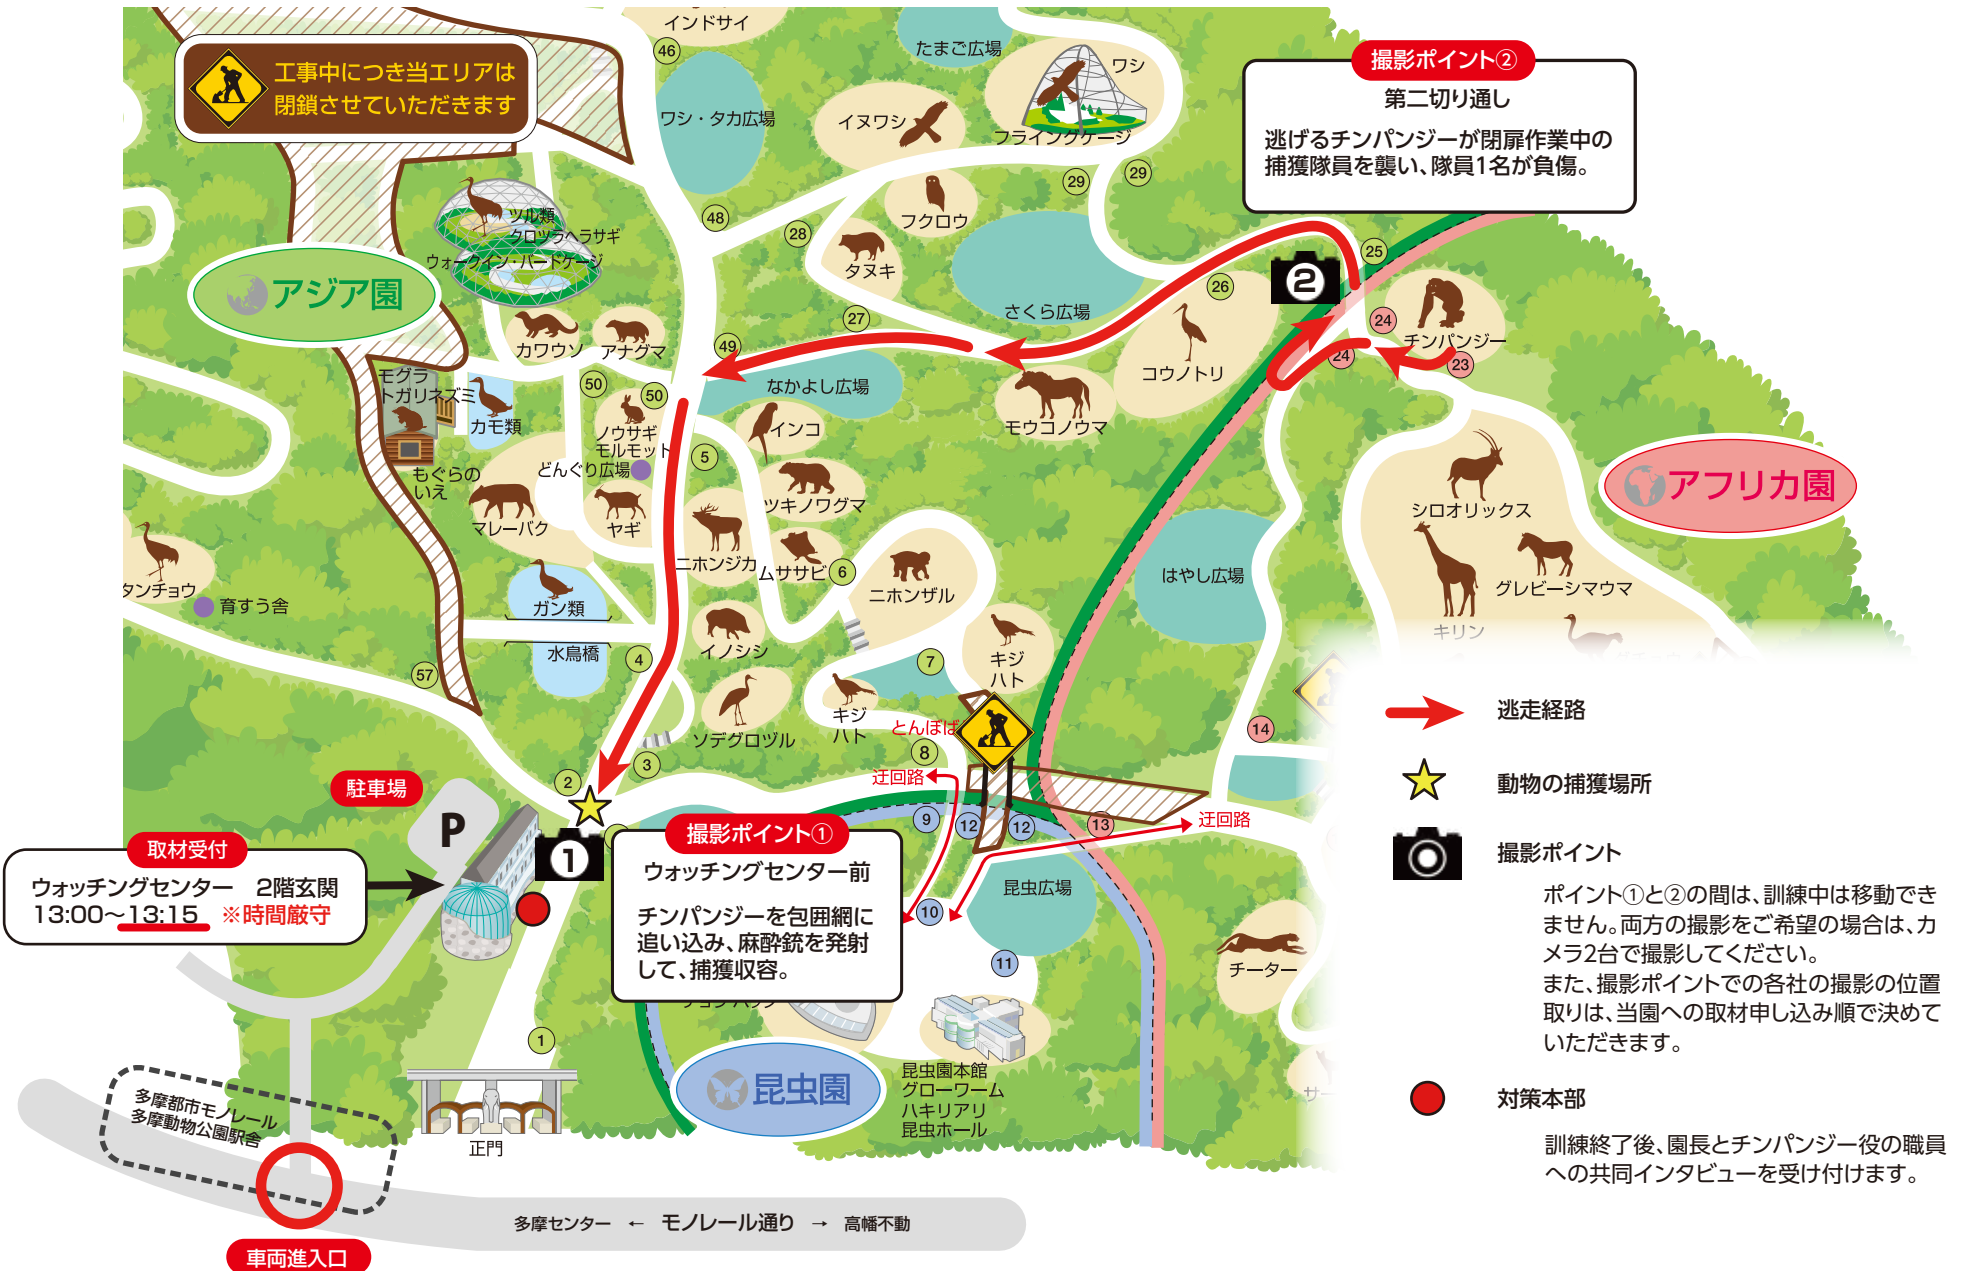 インドサイ
46
工事中につき当エリアは
閉鎖させていただきます
たまご広場
ワシ
フライングケージ
イヌワシ
ワシ・タカ広場
撮影ポイント②
第二切り通し
逃げるチンパンジーが閉扉作業中の
捕獲隊員を襲い、隊員1名が負傷。
29
29
フクロウ
48
28
タヌキ
ツル類
クロツラヘラサギ
ウォークイン・バードケージ
アジア園
25
2
26
さくら広場
27
コウノトリ
24
チンパンジー
24
23
カワウソ
アナグマ
49
なかよし広場
モウコノウマ
50
50
モグラ
トガリネズミ
カモ類
ノウサギ
モルモット
どんぐり広場
もぐらの
いえ
マレーバク
ヤギ
5
インコ
ツキノワグマ
ニホンジカ
ムササビ
6
ニホンザル
シロオリックス
アフリカ園
グレビーシマウマ
キリン
はやし広場
タンチョウ
育すう舎
ガン類
水鳥橋
イノシシ
4
57
7
キジ
ハト
キジ
ハト
ソデグロヅル
とんぼば
8
迂回路
3
2
14
9
12
12
13
迂回路
駐車場
P
取材受付
ウォッチングセンター 2階玄関
13:00〜13:15 ※時間厳守
1
撮影ポイント①
ウォッチングセンター前
チンパンジーを包囲網に
追い込み、麻酔銃を発射
して、捕獲収容。
昆虫広場
10
11
チーター
昆虫園
昆虫園本館
グローワーム
ハキリアリ
昆虫ホール
1
正門
多摩都市モノレール
多摩動物公園駅舎
多摩センター ← モノレール通り → 高幡不動
車両進入口
逃走経路
動物の捕獲場所
撮影ポイント
ポイント①と②の間は、訓練中は移動でき
ません。両方の撮影をご希望の場合は、カ
メラ2台で撮影してください。
また、撮影ポイントでの各社の撮影の位置
取りは、当園への取材申し込み順で決めて
いただきます。
対策本部
訓練終了後、園長とチンパンジー役の職員
への共同インタビューを受け付けます。